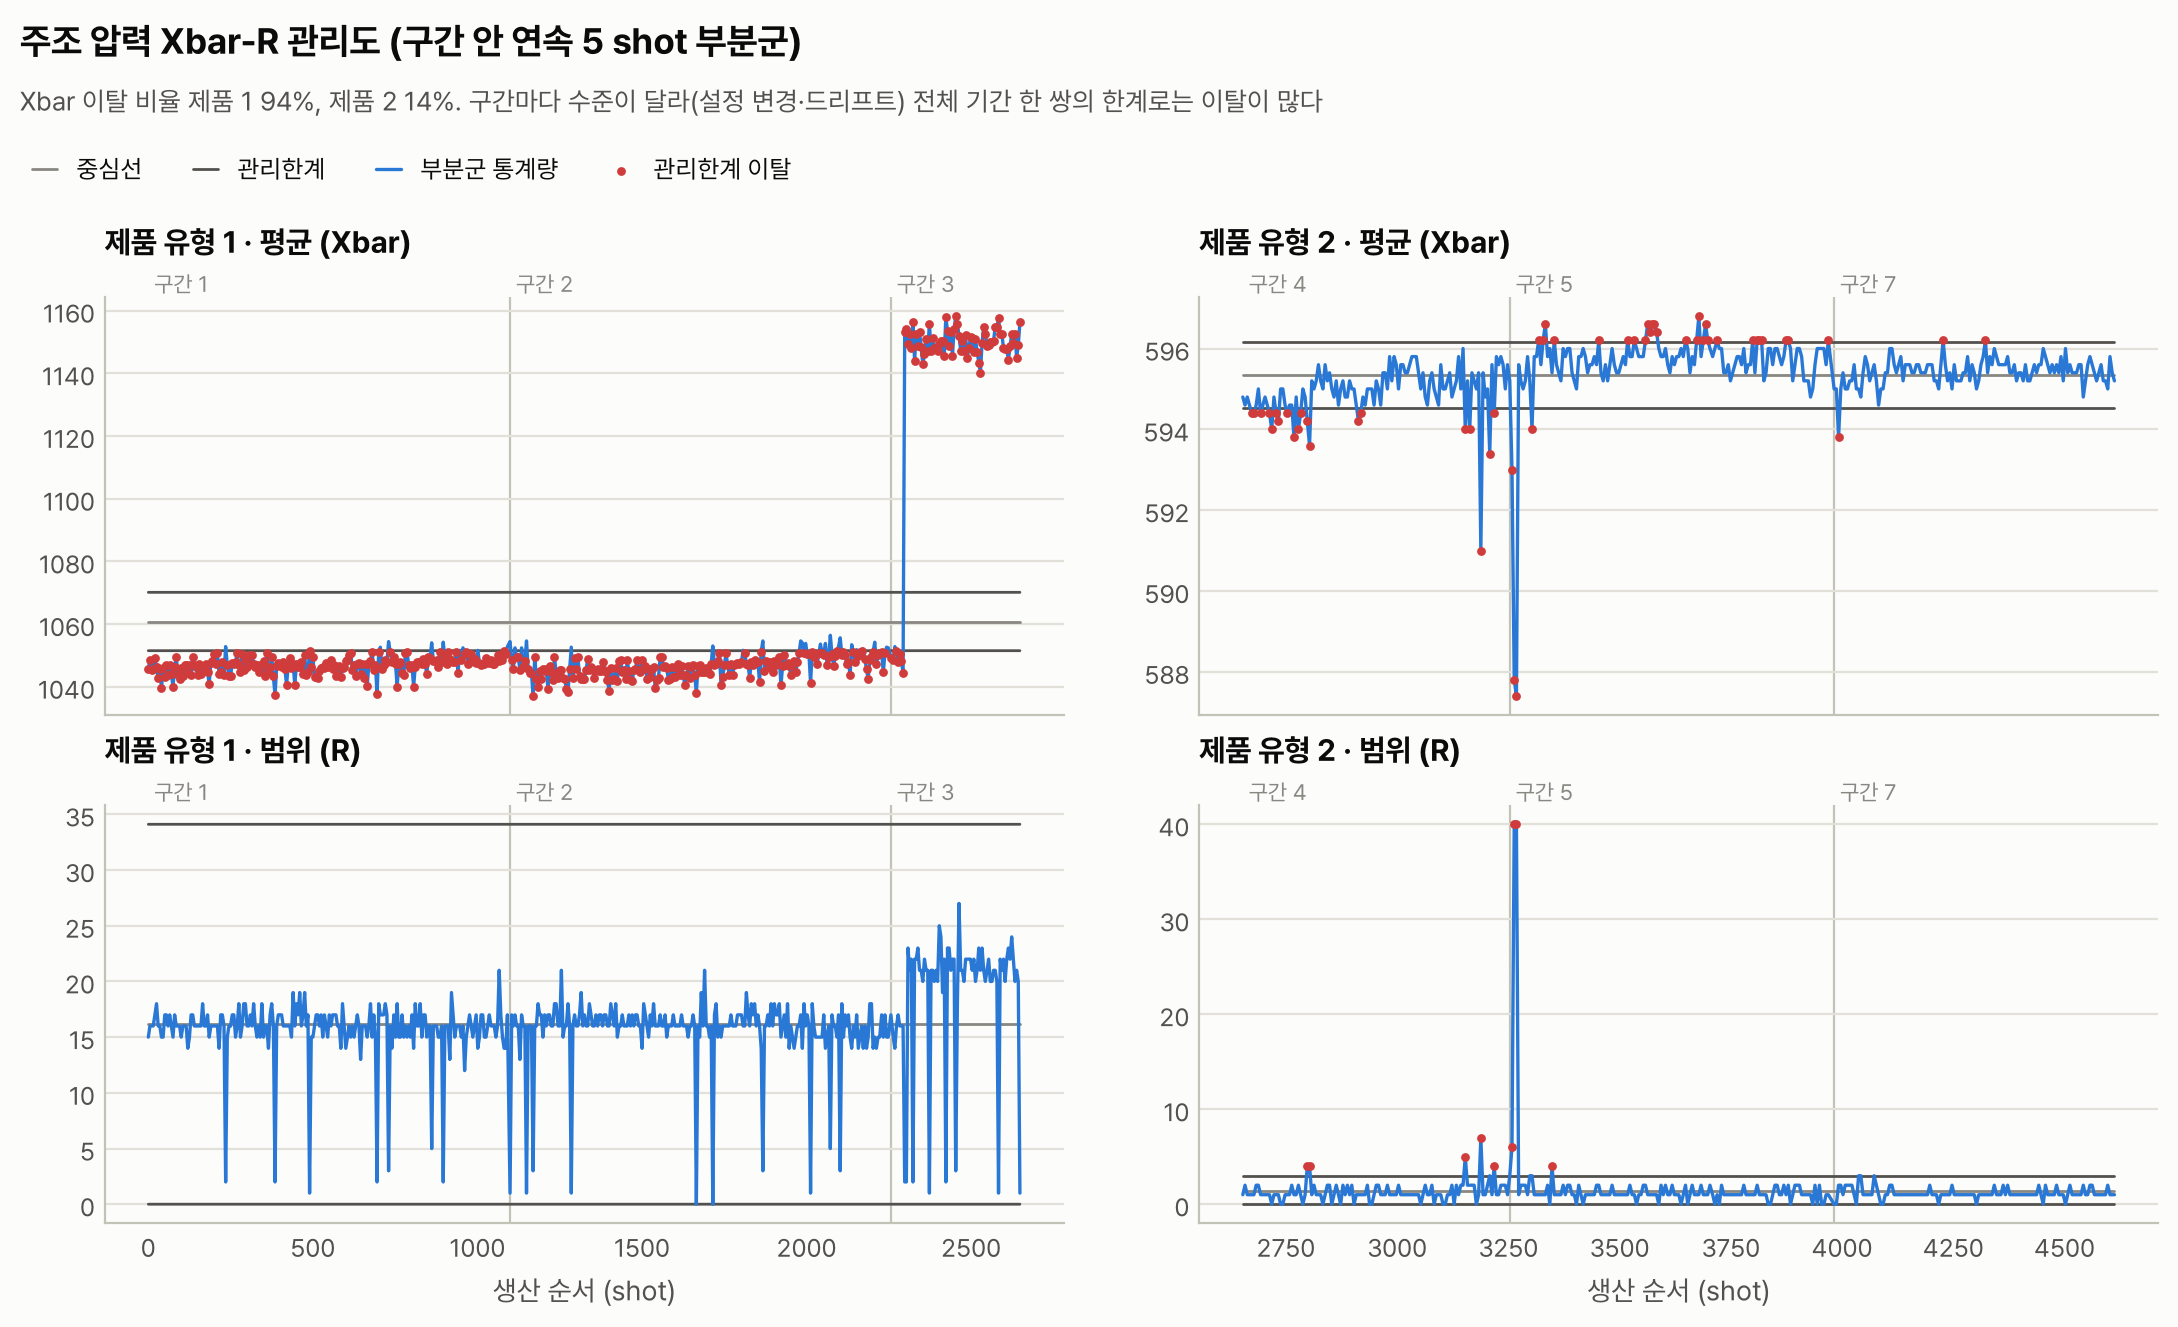 주조 압력 Xbar-R 관리도 (구간 안 연속 5 shot 부분군)
Xbar 이탈 비율 제품 1 94%, 제품 2 14%. 구간마다 수준이 달라(설정 변경·드리프트) 전체 기간 한 쌍의 한계로는 이탈이 많다
중심선 관리한계 부분군 통계량 관리한계 이탈
제품 유형 1 · 평균 (Xbar)
구간 1 구간 2 구간 3
1160
1140
1120
1100
1080
1060
1040
제품 유형 2 · 평균 (Xbar)
구간 4 구간 5 구간 7
596
594
592
590
588
제품 유형 1 · 범위 (R)
구간 1 구간 2 구간 3
35
30
25
20
15
10
5
0
0 500 1000 1500 2000 2500
생산 순서 (shot)
제품 유형 2 · 범위 (R)
구간 4 구간 5 구간 7
40
30
20
10
0
2750 3000 3250 3500 3750 4000 4250 4500
생산 순서 (shot)